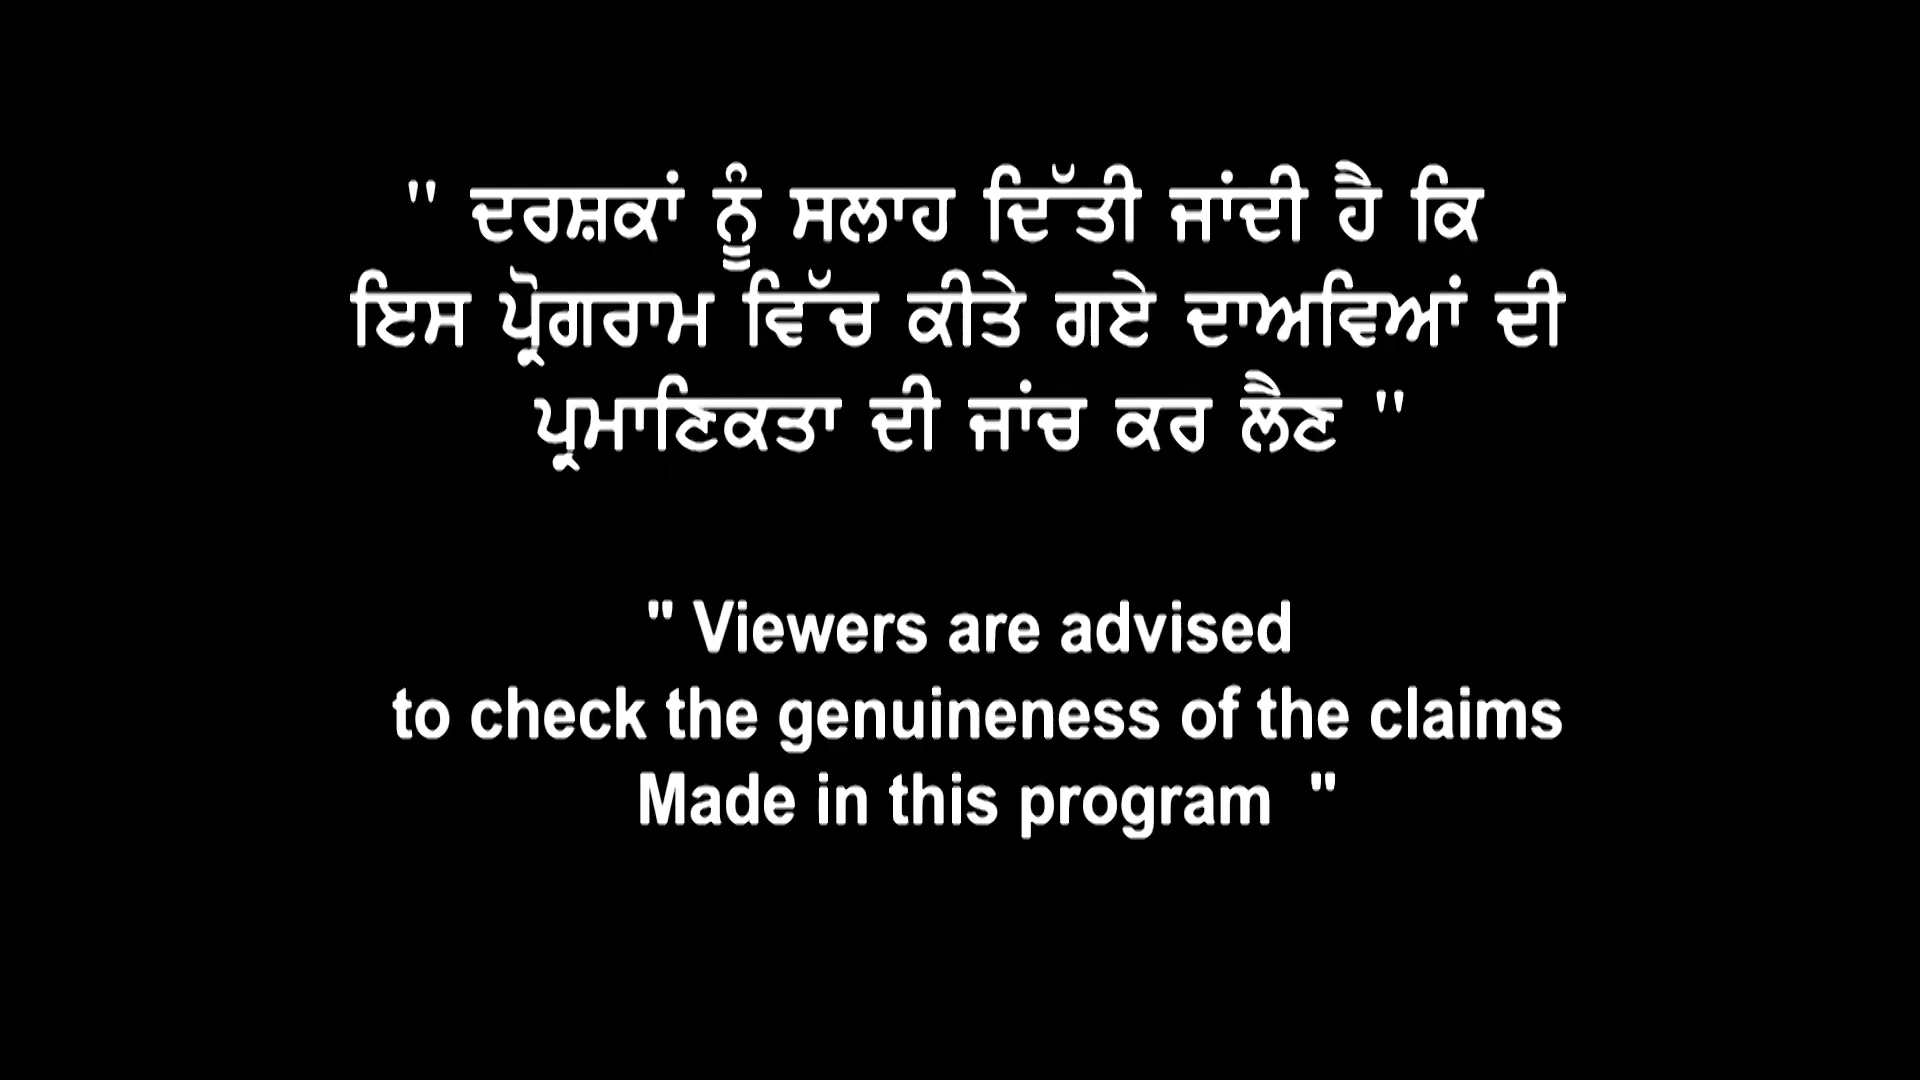 " ਦਰਸ਼ਕਾਂ ਨੂੰ ਸਲਾਹ ਦਿੱਤੀ ਜਾਂਦੀ ਹੈ ਕਿ
ਇਸ ਪ੍ਰੋਗਰਾਮ ਵਿੱਚ ਕੀਤੇ ਗਏ ਦਾਅਵਿਆਂ ਦੀ
ਪ੍ਰਮਾਣਿਕਤਾ ਦੀ ਜਾਂਚ ਕਰ ਲੈਣ "
" Viewers are advised
to check the genuineness of the claims
Made in this program "